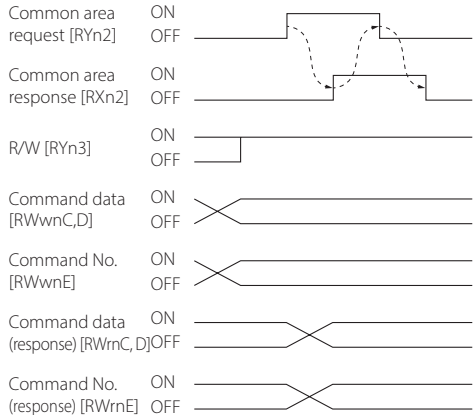 Common area ON
request [RYn2] OFF
Common area ON
response [RXn2] OFF
R/W [RYn3] ON
OFF
Command data ON
[RWwnC,D] OFF
Command No. ON
[RWwnE] OFF
Command data ON
(response) [RWrnC, D] OFF
Command No. ON
(response) [RWrnE] OFF